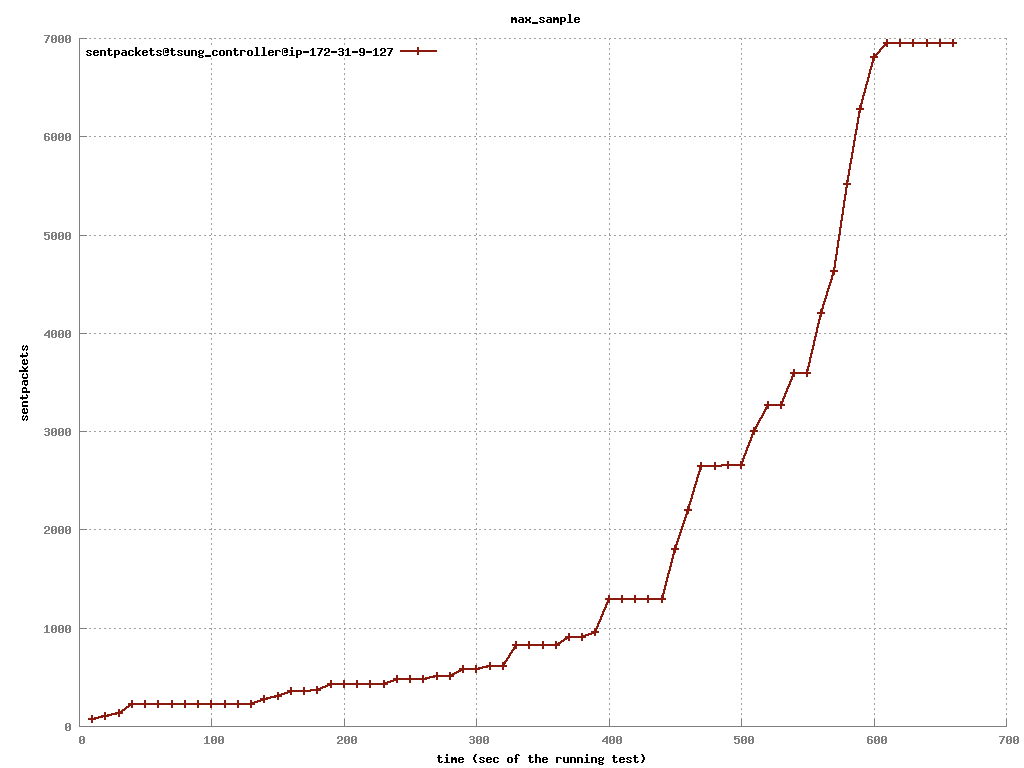 max_sample
sentpackets@tsung_controller@ip-172-31-9-127
7000
6000
5000
4000
3000
2000
1000
0
sentpackets
0 100 200 300 400 500 600 700
time (sec of the running test)